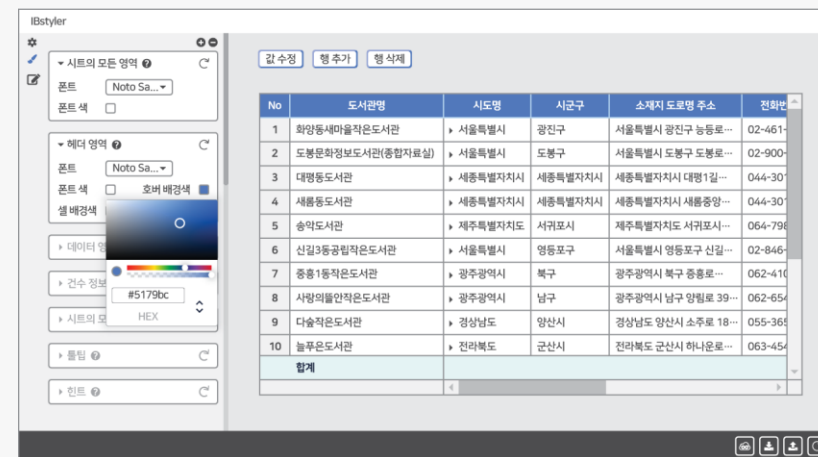 IBstyler
시트의 모든 영역
폰트 Noto Sa...
폰트 색
헤더 영역
폰트 Noto Sa...
폰트 색 호버 배경색
셀 배경색
데이터 영
건수 정보
시트의 모
#5179bc
HEX
툴팁
힌트
값 수정 행 추가 행 삭제
No 도서관명 시도명 시군구 소재지 도로명 주소 전화번
1 화양동새마을작은도서관 서울특별시 광진구 서울특별시 광진구 능등로… 02-461-
2 도봉문화정보도서관(종합자료실) 서울특별시 도봉구 서울특별시 도봉구 도봉로… 02-900-
3 대평동도서관 세종특별자치시 세종특별자치시 세종특별자치시 대평1길… 044-301
4 새롬동도서관 세종특별자치시 세종특별자치시 세종특별자치시 새롬중앙… 044-301
5 송악도서관 제주특별자치도 서귀포시 제주특별자치도 서귀포시… 064-798
6 신길3동공립작은도서관 서울특별시 영등포구 서울특별시 영등포구 신길… 02-846-
7 중흥1동작은도서관 광주광역시 북구 광주광역시 북구 중흥로… 062-410
8 사랑의뜰안작은도서관 광주광역시 남구 광주광역시 남구 양림로 39… 062-654
9 다숲작은도서관 경상남도 양산시 경상남도 양산시 소주로 18… 055-365
10 늘푸른도서관 전라북도 군산시 전라북도 군산시 하나운로… 063-454
합계